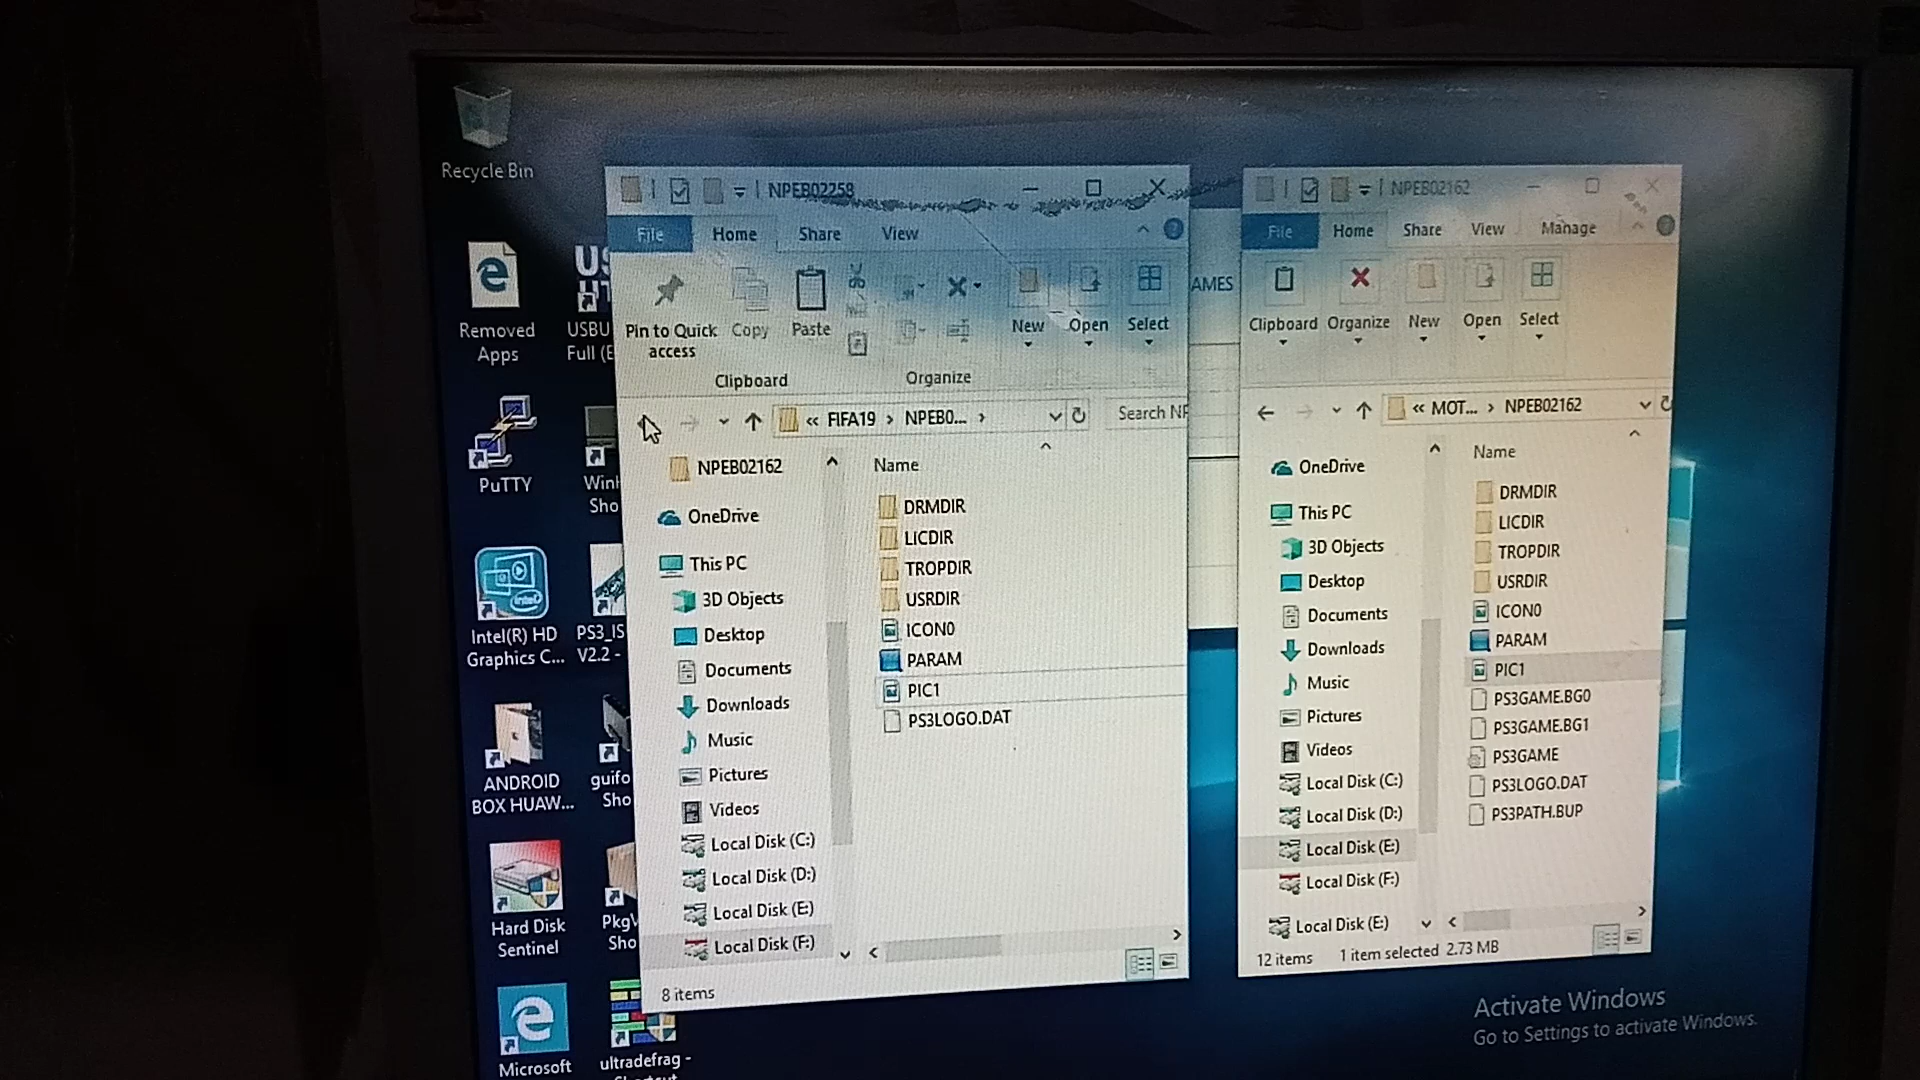 Recycle Bin
Removed
Apps
USBU
Full (E
PuTTY
Sho
Intel(R) HD
Graphics C...
PS3_IS
V2.2 -
ANDROID
BOX HUAW...
guifo
Sho
Hard Disk
Sentinel
Sho
Microsoft
ultradefrag -
NPEB02258
File
Home
Share
View
Pin to Quick
access
Copy
Paste
New
Open
Select
Clipboard
Organize
« FIFA19 > NPEB0... >
Search NP
NPEB02162
OneDrive
This PC
3D Objects
Desktop
Documents
Downloads
Music
Pictures
Videos
Local Disk (C:)
Local Disk (D:)
Local Disk (E:)
Local Disk (F:)
Name
DRMDIR
LICDIR
TROPDIR
USRDIR
ICON0
PARAM
PIC1
PS3LOGO.DAT
8 items
AMES
NPEB02162
File
Home
Share
View
Manage
Clipboard
Organize
New
Open
Select
« MOT... > NPEB02162
OneDrive
This PC
3D Objects
Desktop
Documents
Downloads
Music
Pictures
Videos
Local Disk (C:)
Local Disk (D:)
Local Disk (E:)
Local Disk (F:)
Local Disk (E:)
Name
DRMDIR
LICDIR
TROPDIR
USRDIR
ICON0
PARAM
PIC1
PS3GAME.BG0
PS3GAME.BG1
PS3GAME
PS3LOGO.DAT
PS3PATH.BUP
12 items
1 item selected 2.73 MB
Activate Windows
Go to Settings to activate Windows.